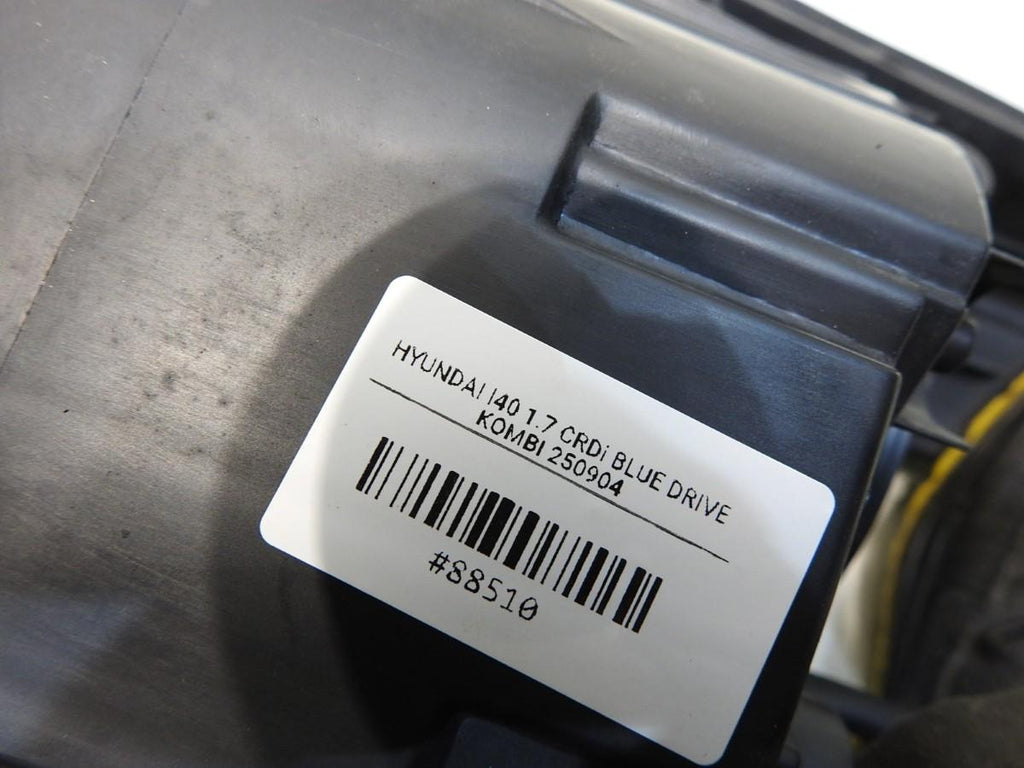 HYUNDAI I40 1.7 CRDi BLUE DRIVE
KOMBI 250904
#88510